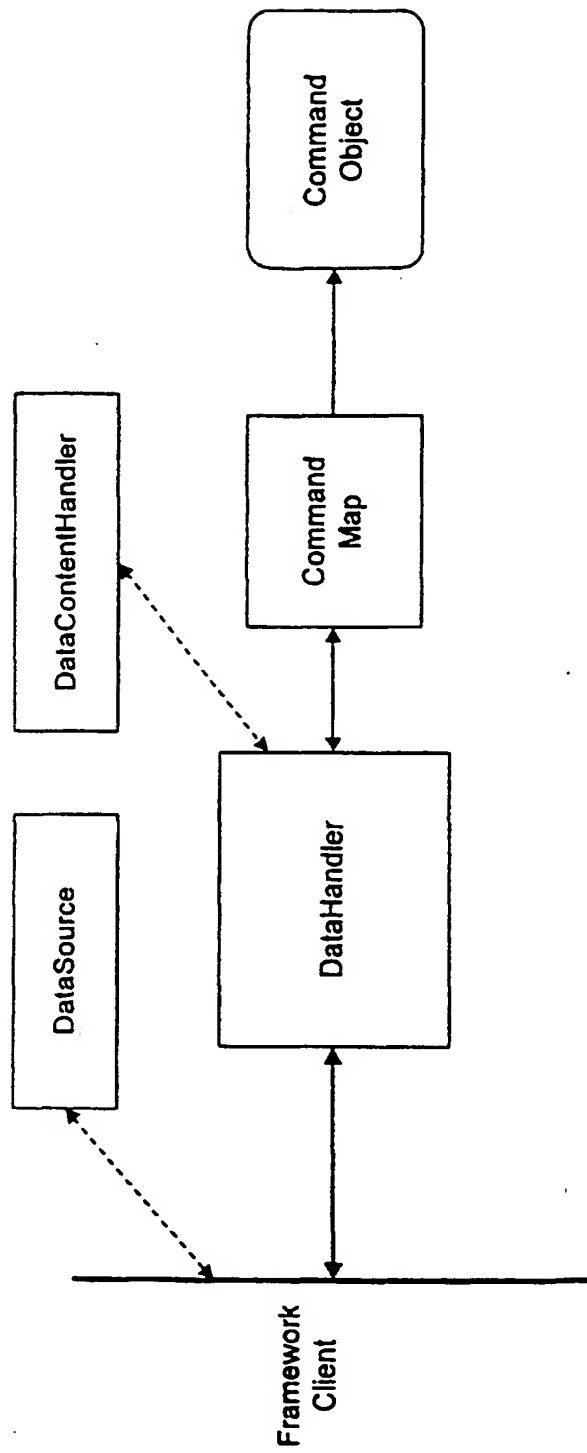 Framework
Client
DataSource
DataContentHandler
DataHandler
Command
Map
Command
Object